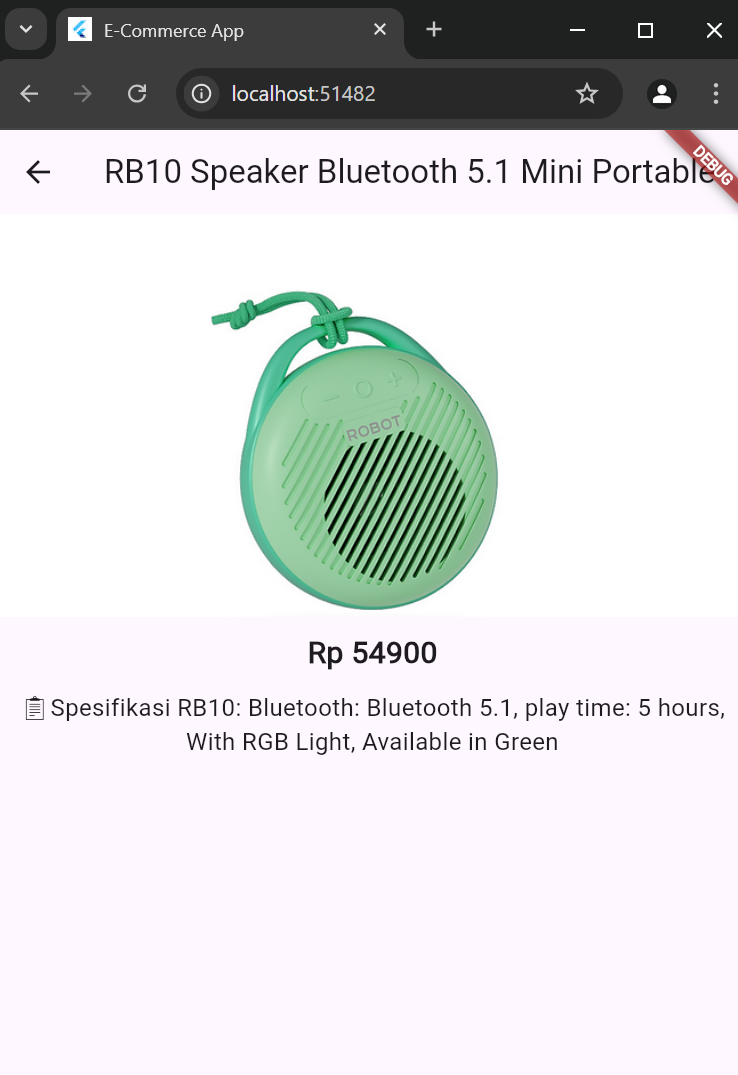 E-Commerce App
localhost:51482
RB10 Speaker Bluetooth 5.1 Mini Portable
DEBUG
ROBOT
Rp 54900
📋 Spesifikasi RB10: Bluetooth: Bluetooth 5.1, play time: 5 hours,
With RGB Light, Available in Green